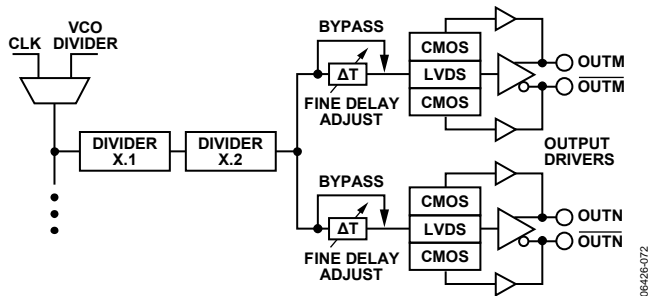 VCO
CLK DIVIDER
BYPASS
CMOS
ΔT
LVDS
OUTM
OUTM
FINE DELAY
ADJUST
CMOS
DIVIDER
X.1
DIVIDER
X.2
OUTPUT
DRIVERS
BYPASS
CMOS
ΔT
LVDS
OUTN
OUTN
FINE DELAY
ADJUST
CMOS
06426-072